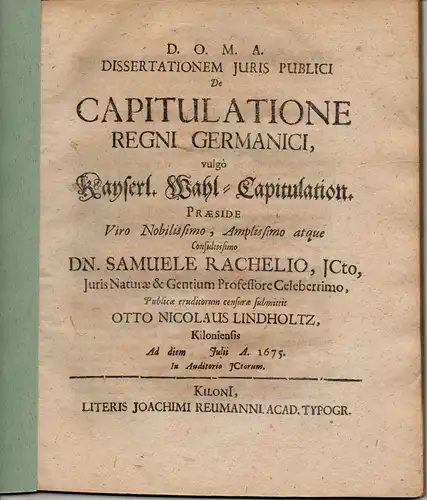 D. O. M. A.
DISSERTATIONEM JURIS PUBLICI
De
CAPITULATIONE
REGNI GERMANICI,
vulgò
Kayserl. Wahl-Capitulation.
PRÆSIDE
Viro Nobilissimo, Amplissimo atque
Consultissimo
DN. SAMUELE RACHELIO, JCto,
Juris Naturæ & Gentium Professore Celeberrimo,
Publicæ eruditorum censuræ submittit
OTTO NICOLAUS LINDHOLTZ,
Kiloniensis
Ad diem Julii A. 1675.
In Auditorio JCtorum.
KILONI,
LITERIS JOACHIMI REUMANNI. ACAD. TYPOGR.